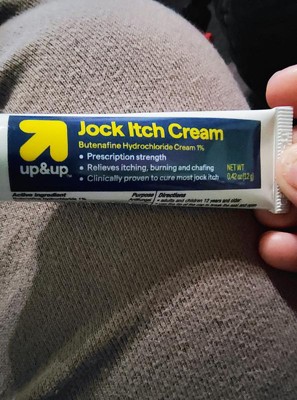 Jock Itch Cream
Butenafine Hydrochloride Cream 1%
• Prescription strength
• Relieves itching, burning and chafing
• Clinically proven to cure most jock itch
up&up
NET WT
0.42 oz (12 g)
Active Ingredient
Purpose
Directions
• adults and children 12 years and older